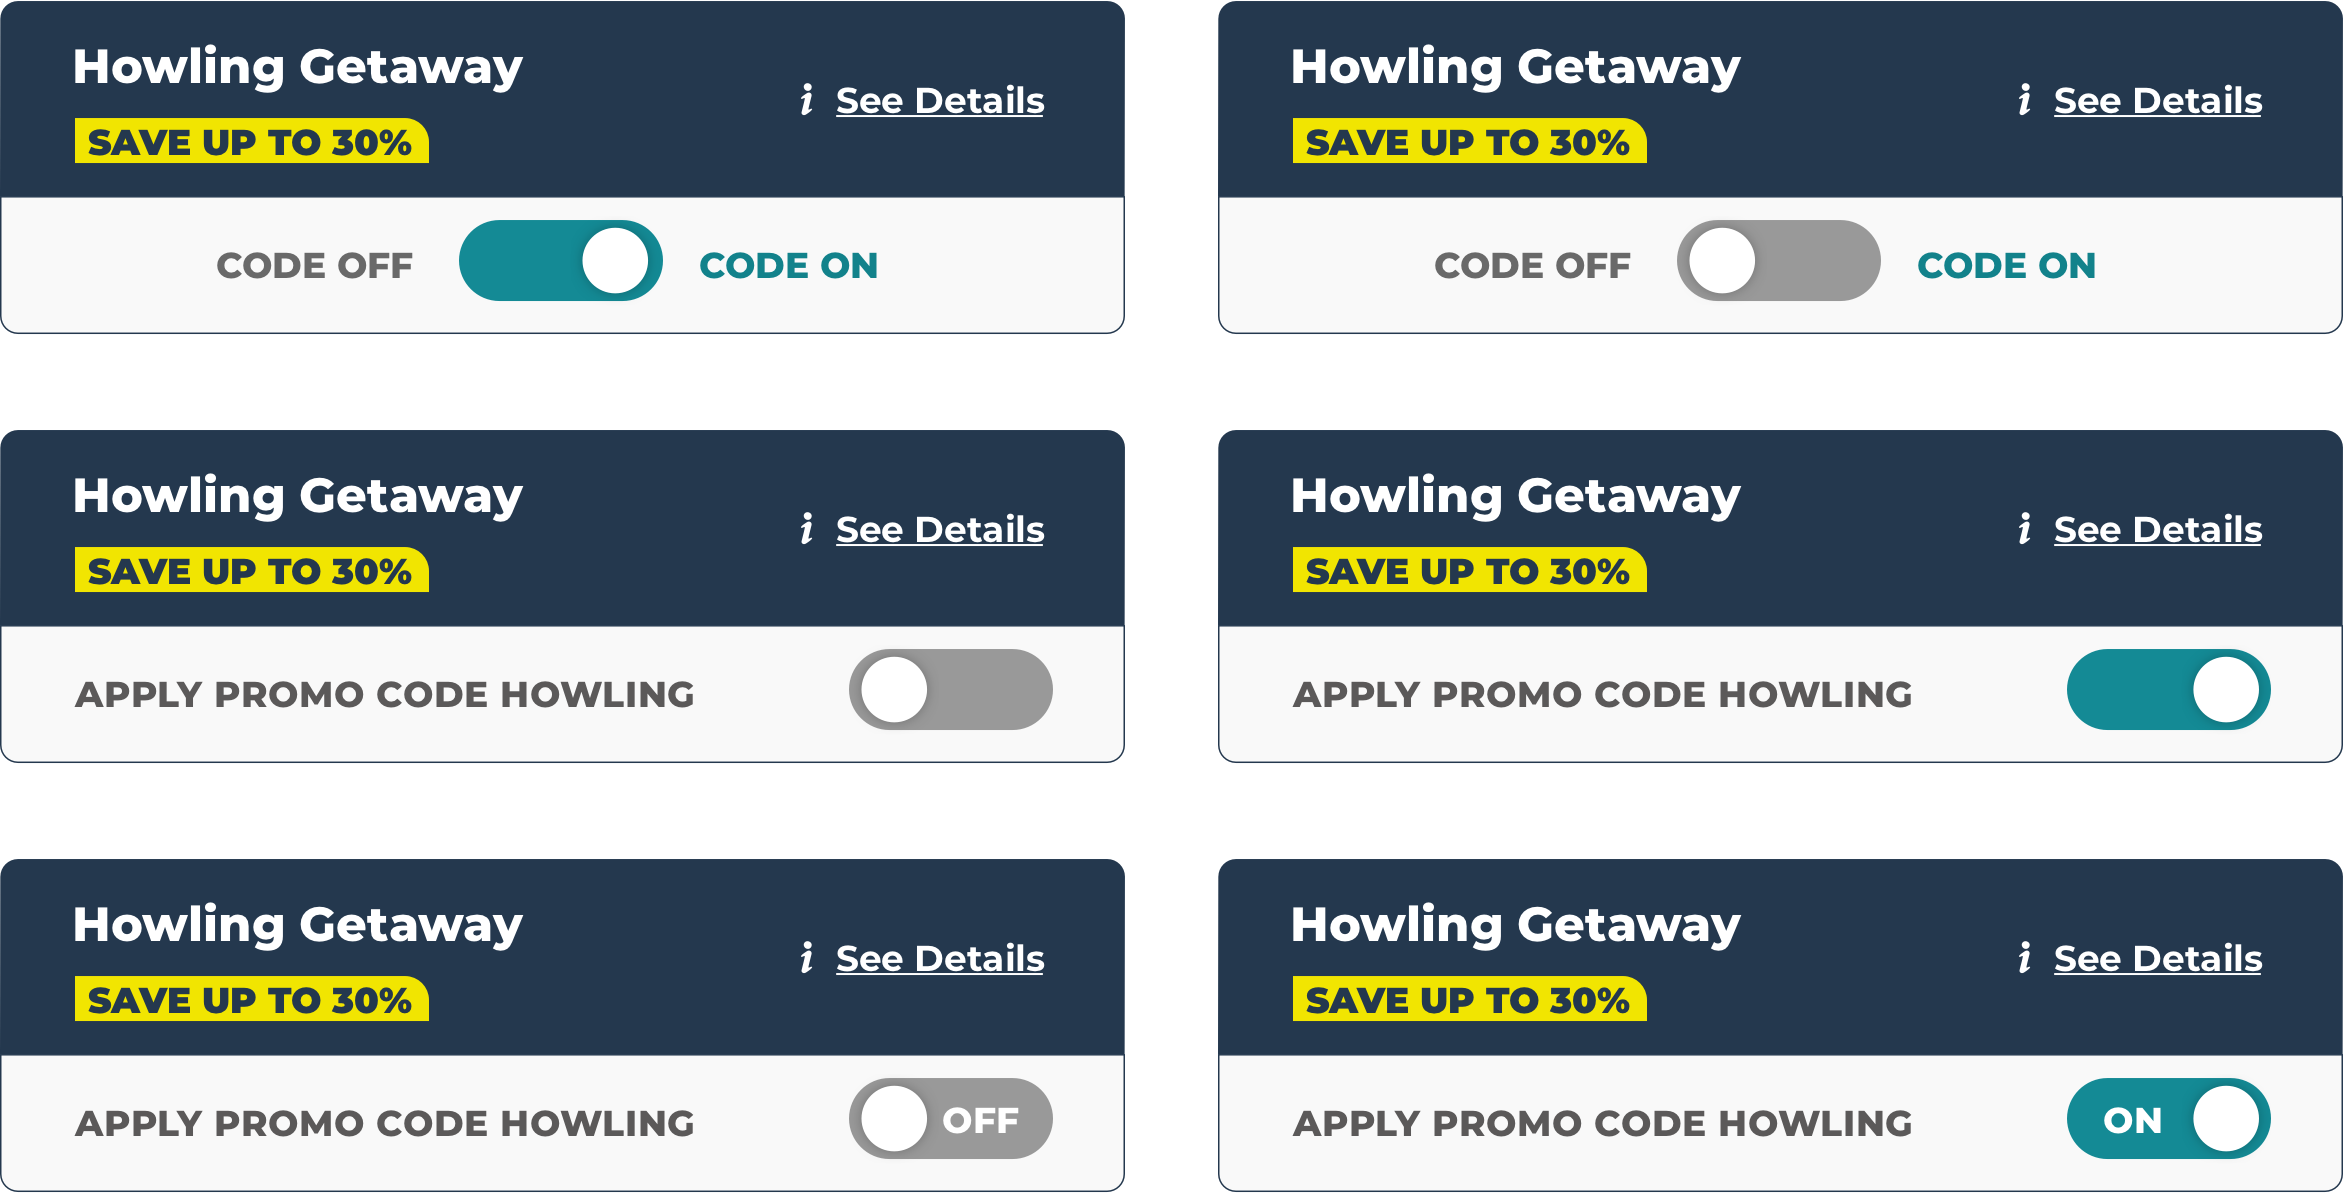 Howling Getaway
i See Details
SAVE UP TO 30%
CODE OFF CODE ON
Howling Getaway
i See Details
SAVE UP TO 30%
CODE OFF CODE ON
Howling Getaway
i See Details
SAVE UP TO 30%
APPLY PROMO CODE HOWLING
Howling Getaway
i See Details
SAVE UP TO 30%
APPLY PROMO CODE HOWLING
Howling Getaway
i See Details
SAVE UP TO 30%
APPLY PROMO CODE HOWLING OFF
Howling Getaway
i See Details
SAVE UP TO 30%
APPLY PROMO CODE HOWLING ON